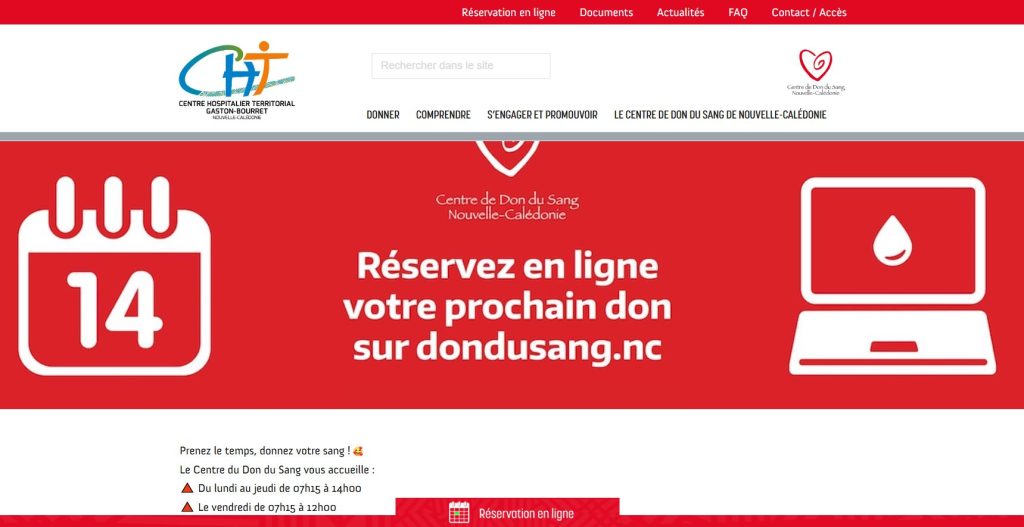 Réservation en ligne Documents Actualités FAQ Contact / Accès
CHT
CENTRE HOSPITALIER TERRITORIAL
GASTON-BOURRET
NOUVELLE-CALÉDONIE
Rechercher dans le site
Centre de Don du Sang
Nouvelle-Calédonie
DONNER COMPRENDRE S'ENGAGER ET PROMOUVOIR LE CENTRE DE DON DU SANG DE NOUVELLE-CALÉDONIE
14
Centre de Don du Sang
Nouvelle-Calédonie
Réservez en ligne
votre prochain don
sur dondusang.nc
Prenez le temps, donnez votre sang ! 🥰
Le Centre du Don du Sang vous accueille :
🔺 Du lundi au jeudi de 07h15 à 14h00
🔺 Le vendredi de 07h15 à 12h00
Réservation en ligne